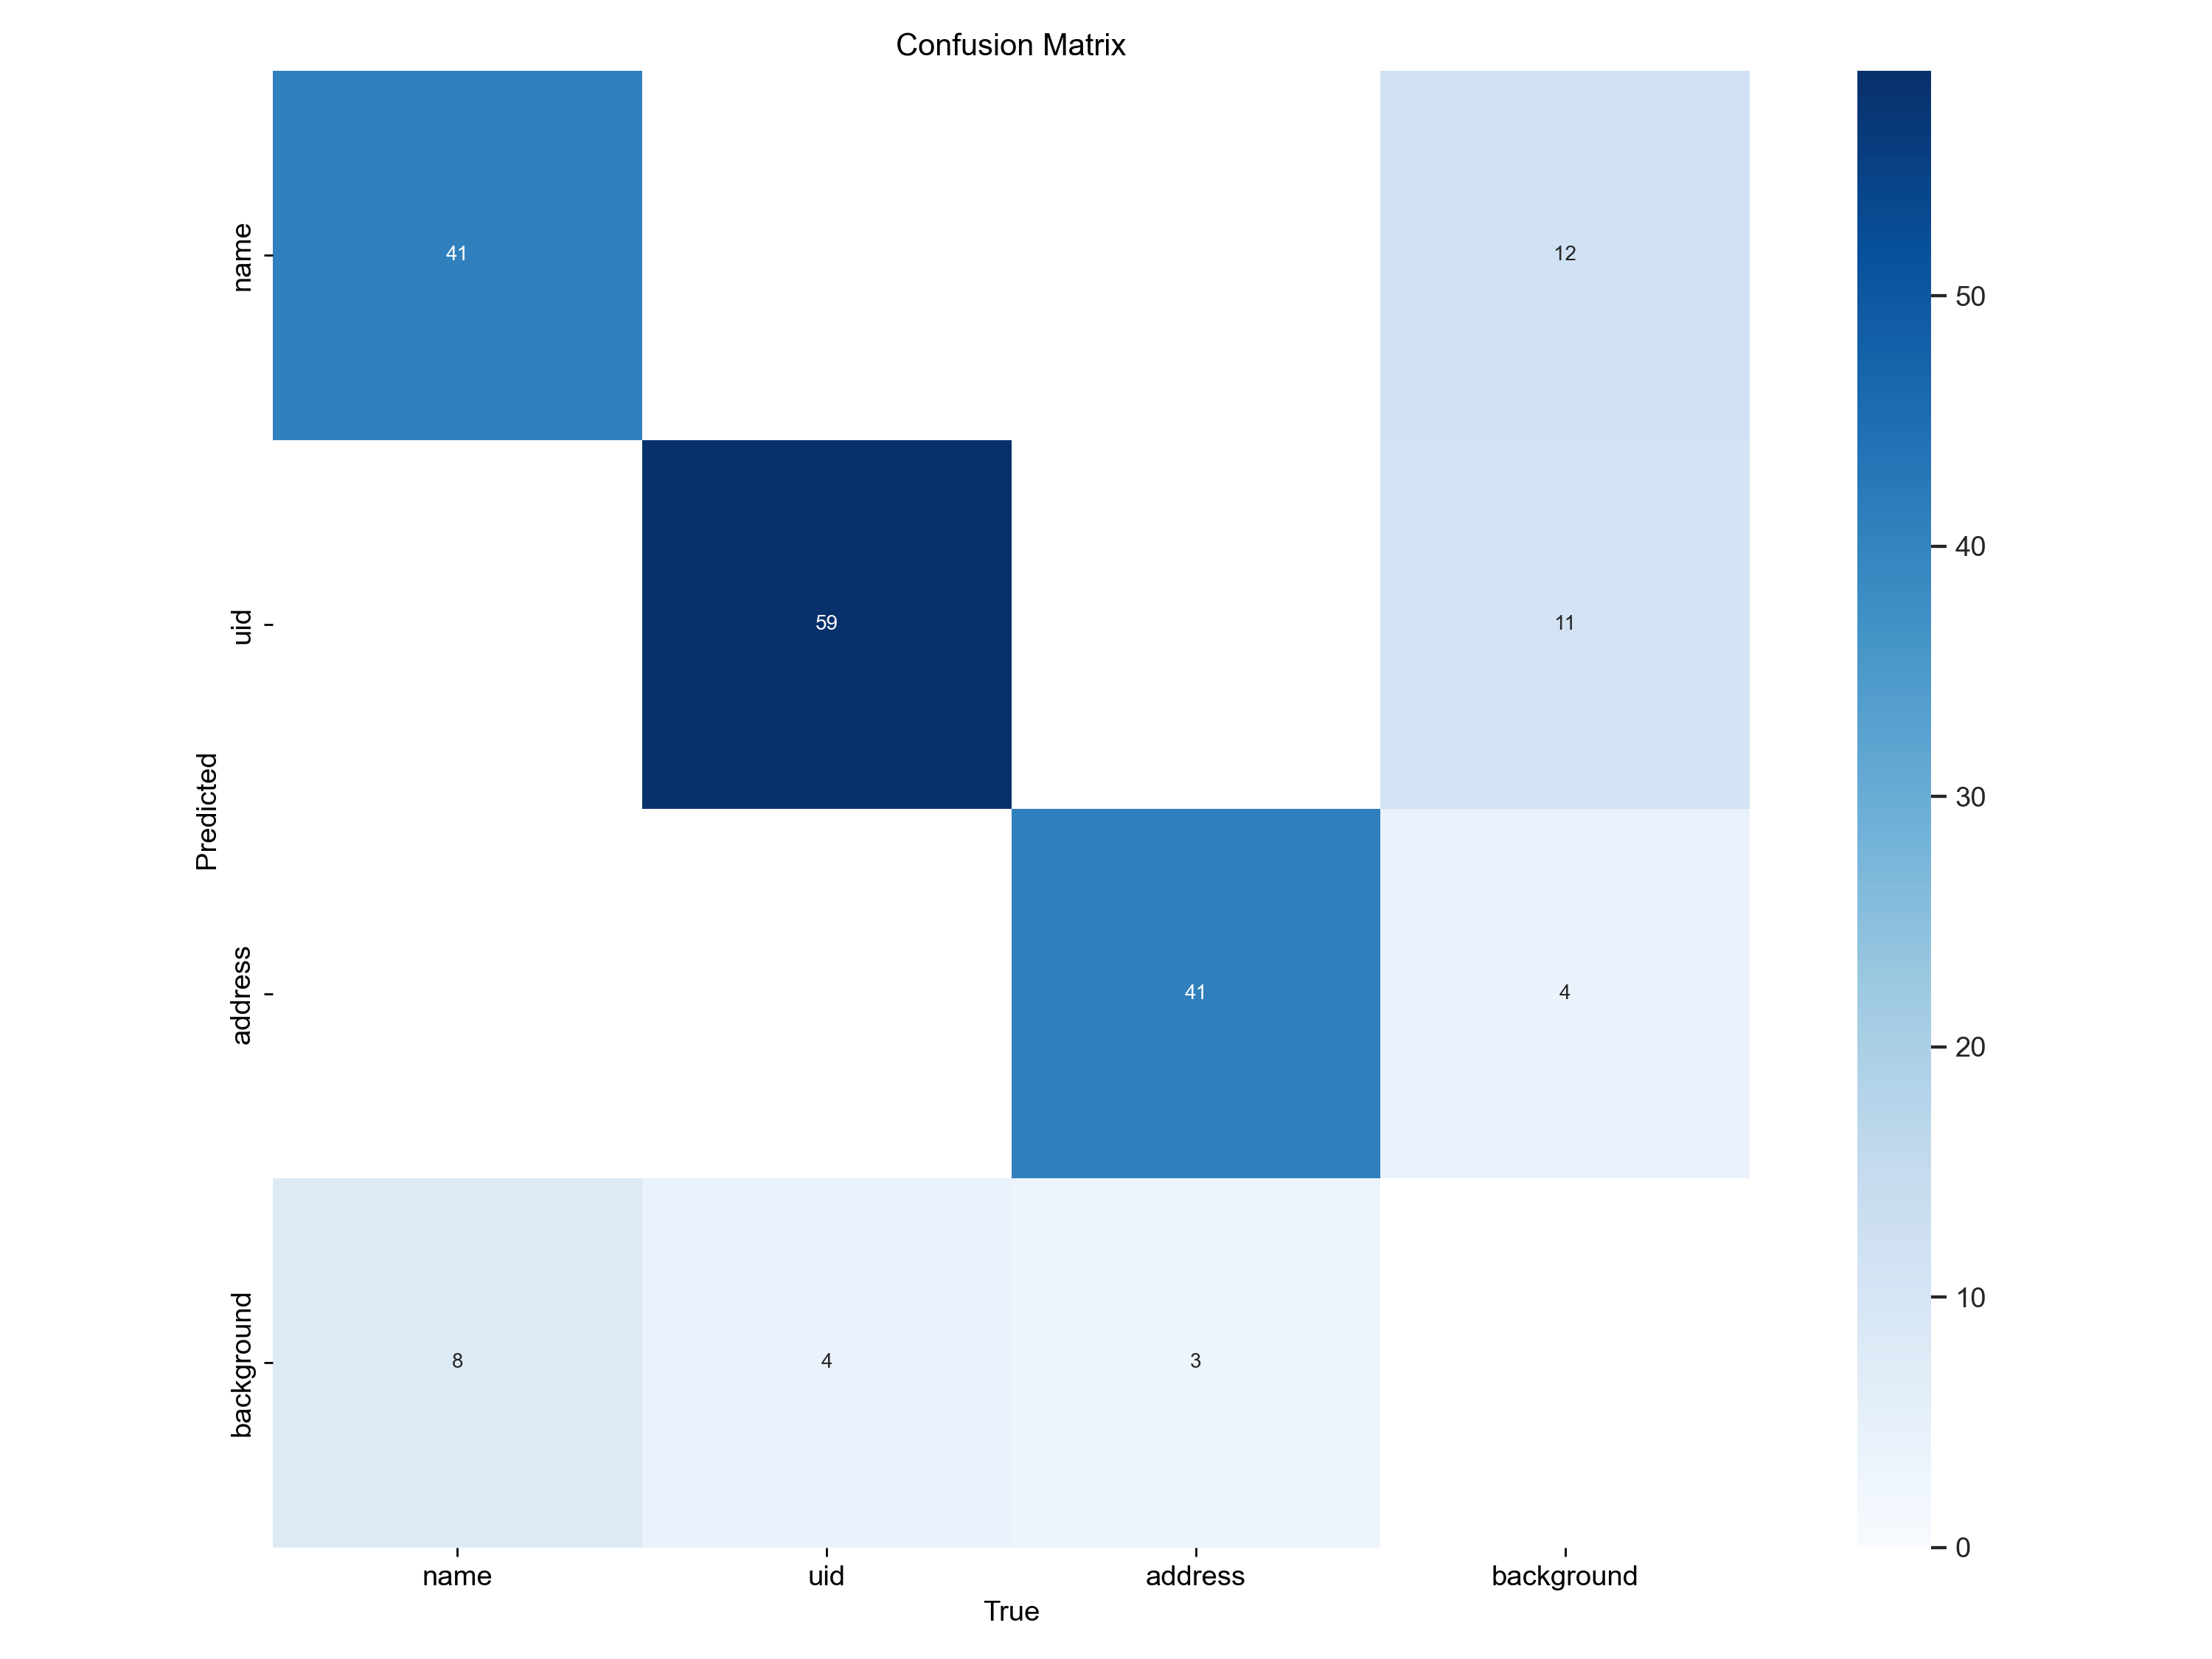 Confusion Matrix
name
41
12
50
uid
59
11
40
Predicted
30
address
41
4
20
background
8
4
3
10
0
name
uid
address
background
True